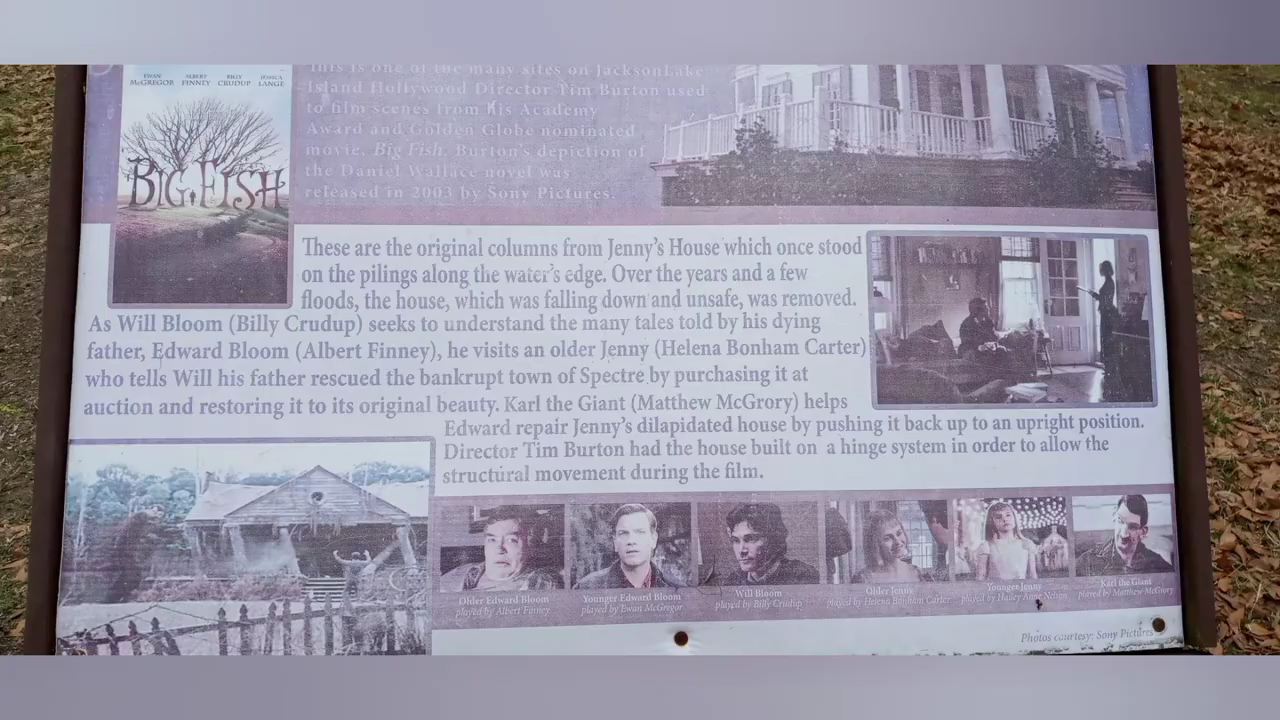 EWAN McGREGOR ALBERT FINNEY BILLY CRUDUP JESSICA LANGE
BIG FISH
This is one of the many sites on Jackson Lake
Island Hollywood Director Tim Burton used
to film scenes from His Academy
Award and Golden Globe nominated
movie, Big Fish. Burton's depiction of
the Daniel Wallace novel was
released in 2003 by Sony Pictures.
These are the original columns from Jenny's House which once stood
on the pilings along the water's edge. Over the years and a few
floods, the house, which was falling down and unsafe, was removed.
As Will Bloom (Billy Crudup) seeks to understand the many tales told by his dying
father, Edward Bloom (Albert Finney), he visits an older Jenny (Helena Bonham Carter)
who tells Will his father rescued the bankrupt town of Spectre by purchasing it at
auction and restoring it to its original beauty. Karl the Giant (Matthew McGrory) helps
Edward repair Jenny's dilapidated house by pushing it back up to an upright position.
Director Tim Burton had the house built on a hinge system in order to allow the
structural movement during the film.
Older Edward Bloom
played by Albert Finney
Younger Edward Bloom
played by Ewan McGregor
Will Bloom
played by Billy Crudup
Older Jenny
played by Helena Bonham Carter
Younger Jenny
played by Hailey Anne Nelson
Karl the Giant
played by Matthew McGrory
Photos courtesy: Sony Pictures